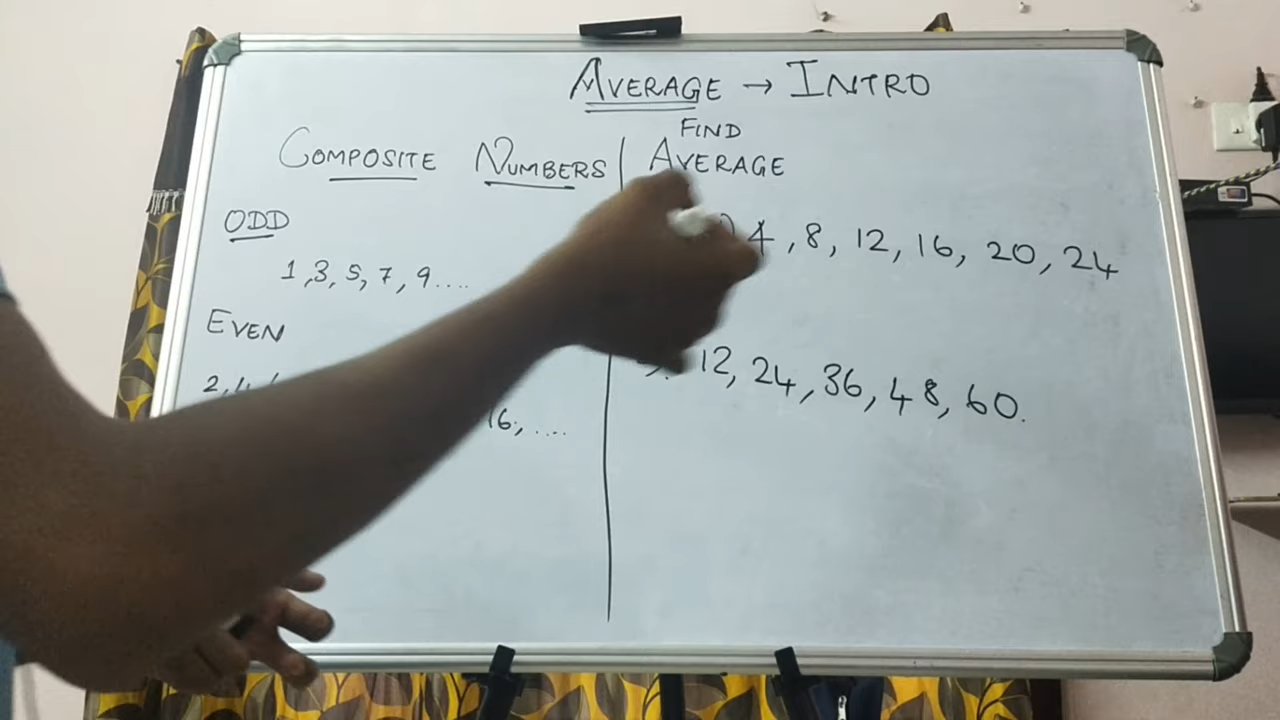 AVERAGE → INTRO
COMPOSITE NUMBERS
ODD
1, 3, 5, 7, 9....
EVEN
2, 4,
16, ....
FIND
AVERAGE
4, 8, 12, 16, 20, 24
12, 24, 36, 48, 60.